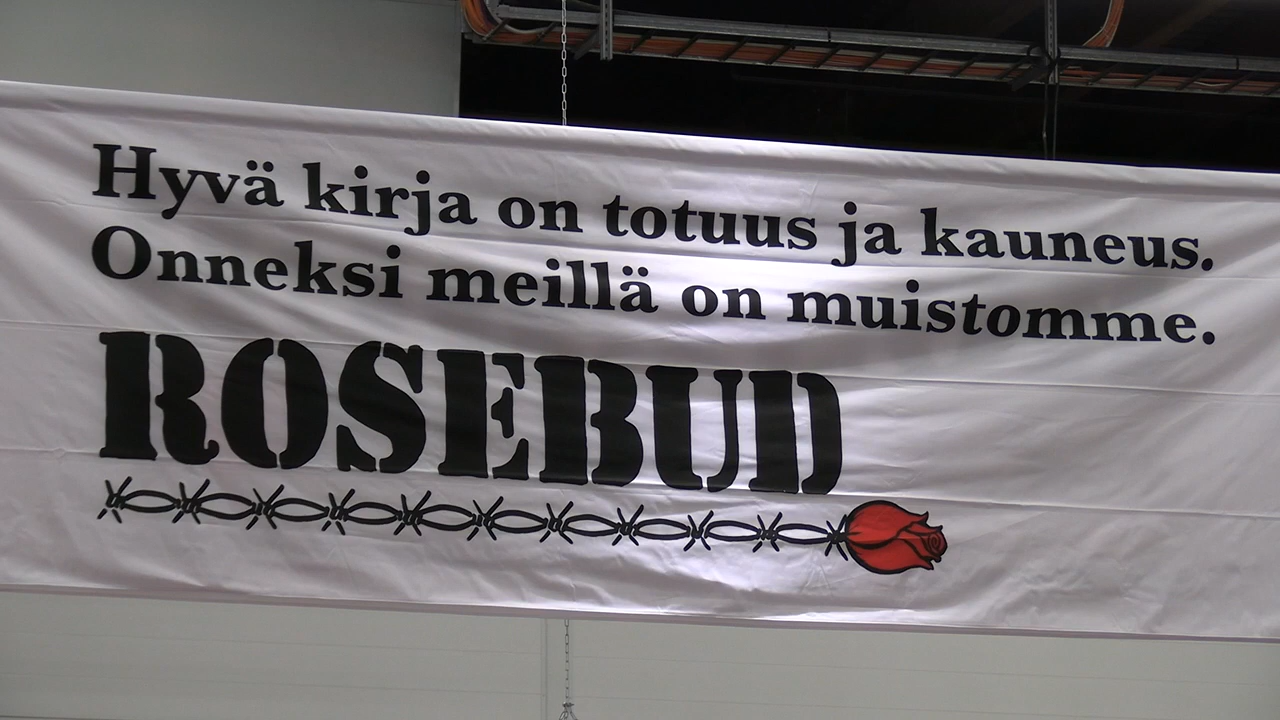 Hyvä kirja on totuus ja kauneus.
Onneksi meillä on muistomme.
ROSEBUD